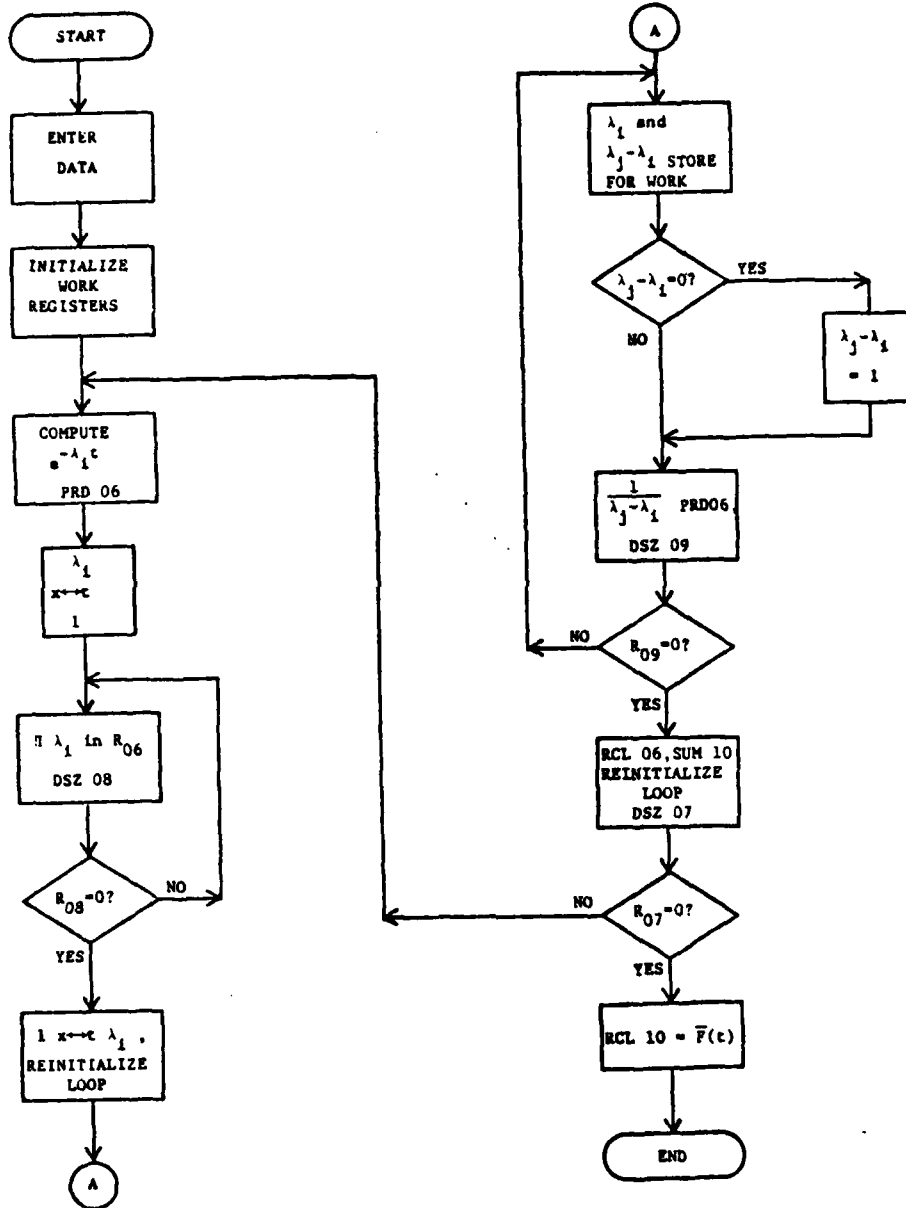 START
ENTER
DATA
INITIALIZE
WORK
REGISTERS
COMPUTE
e^-λ_i t
PRD 06
λ_i
x↔t
1
Π λ_i in R_06
DSZ 08
R_08=0?
NO
YES
1 x↔t λ_i ,
REINITIALIZE
LOOP
A
A
λ_i and
λ_j-λ_i STORE
FOR WORK
λ_j-λ_i=0?
YES
NO
λ_j-λ_i
= 1
1
λ_j-λ_i PRD06
DSZ 09
R_09=0?
NO
YES
RCL 06,SUM 10
REINITIALIZE
LOOP
DSZ 07
R_07=0?
NO
YES
RCL 10 = F̅(t)
END